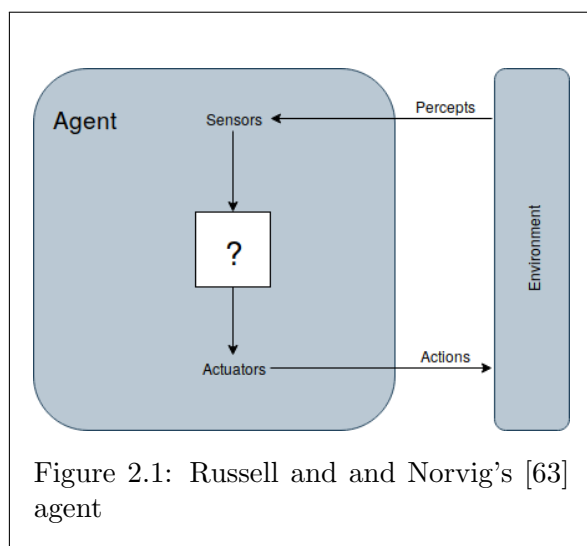 Agent
Sensors
Percepts
?
Environment
Actuators
Actions
Figure 2.1: Russell and and Norvig's [63]
agent